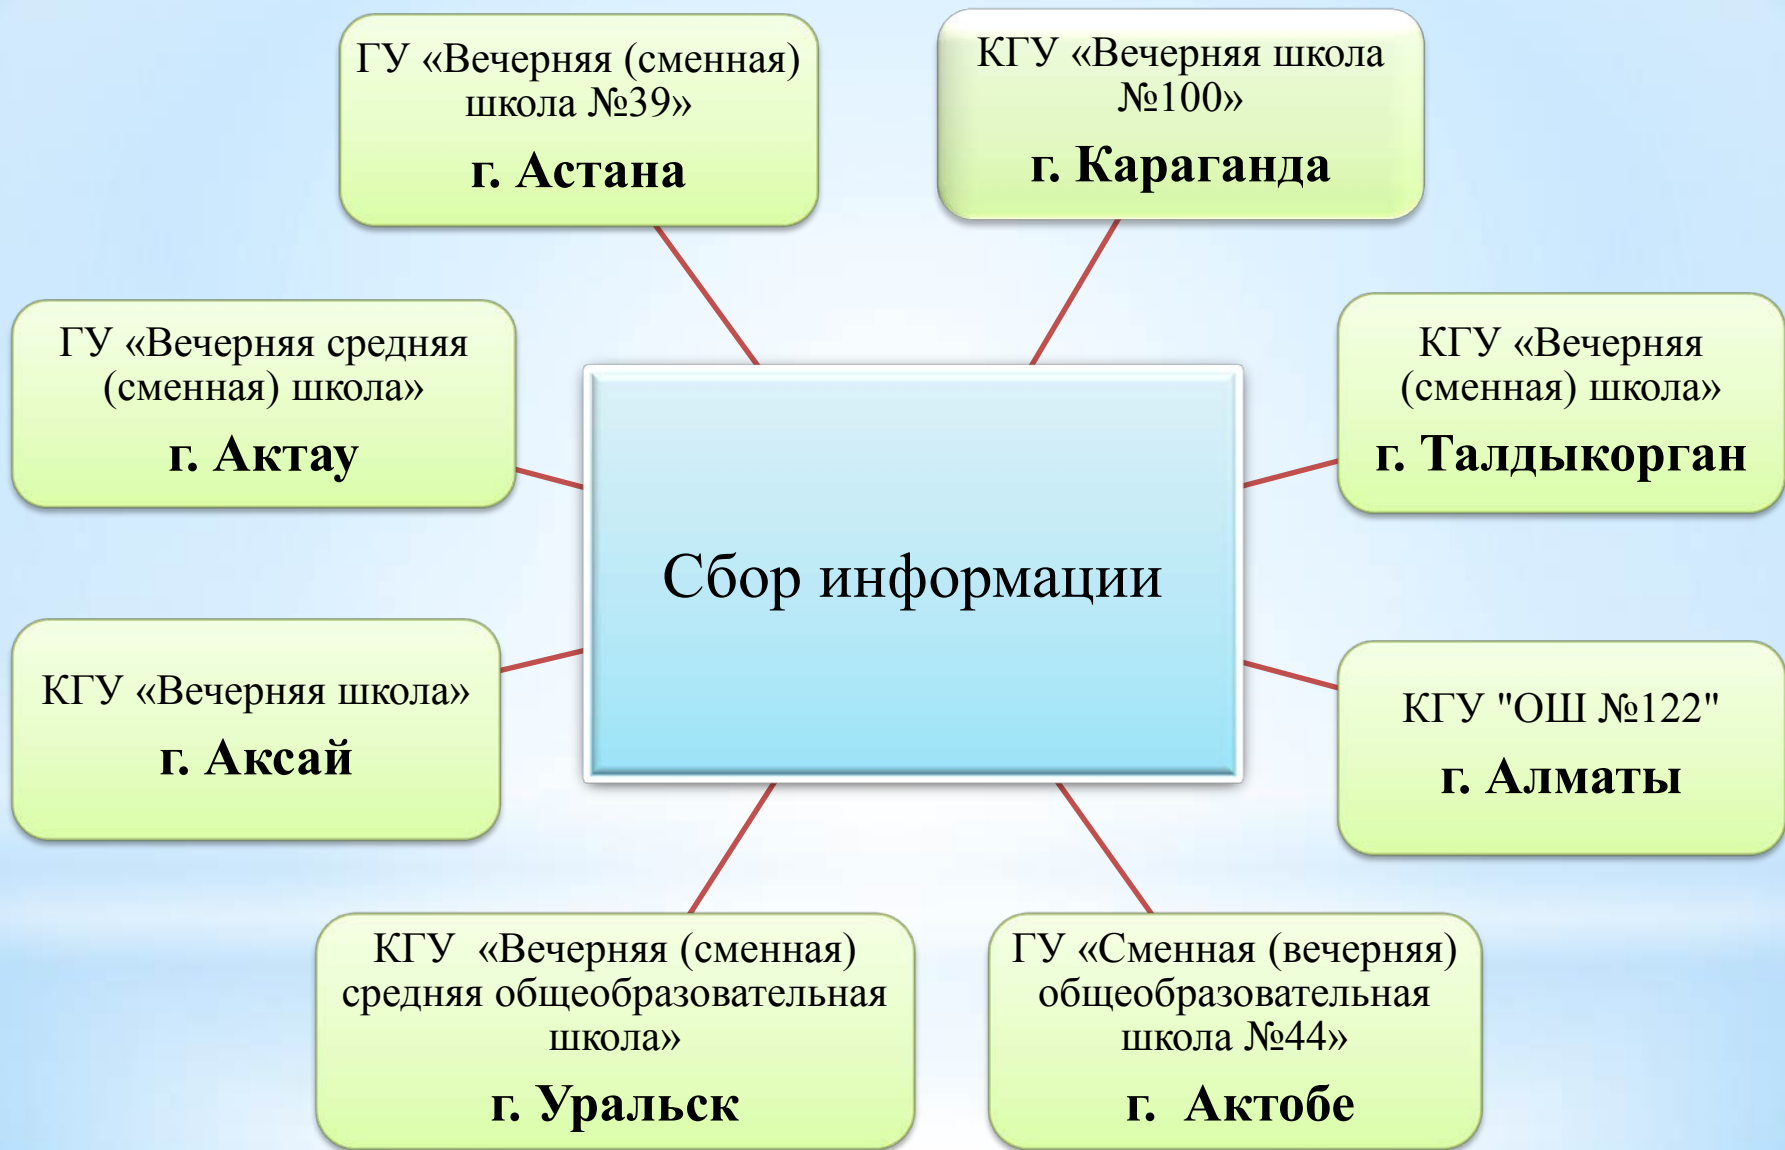 ГУ «Вечерняя (сменная)
школа №39»
г. Астана
КГУ «Вечерняя школа
№100»
г. Караганда
ГУ «Вечерняя средняя
(сменная) школа»
г. Актау
КГУ «Вечерняя
(сменная) школа»
г. Талдыкорган
Сбор информации
КГУ «Вечерняя школа»
г. Аксай
КГУ "ОШ №122"
г. Алматы
КГУ «Вечерняя (сменная)
средняя общеобразовательная
школа»
г. Уральск
ГУ «Сменная (вечерняя)
общеобразовательная
школа №44»
г. Актобе